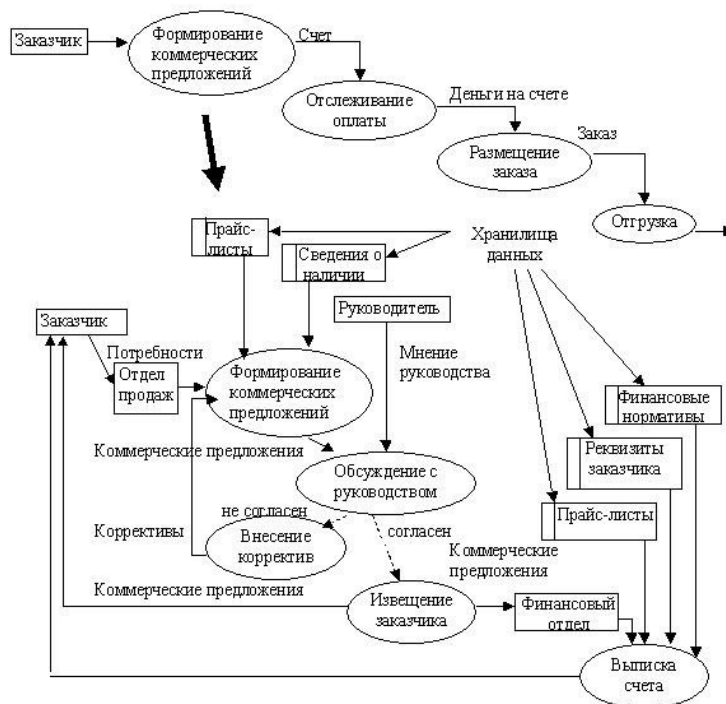 Заказчик
Формирование
коммерческих
предложений
Счет
Отслеживание
оплаты
Деньги на счете
Размещение
заказа
Заказ
Отгрузка
Прайс-
листы
Сведения о
наличии
Хранилища
данных
Заказчик
Руководитель
Потребности
Отдел
продаж
Формирование
коммерческих
предложений
Мнение
руководства
Финансовые
нормативы
Коммерческие предложения
Обсуждение с
руководством
Реквизиты
заказчика
не согласен
согласен
Прайс-листы
Коррективы
Внесение
корректив
Коммерческие
предложения
Коммерческие предложения
Извещение
заказчика
Финансовый
отдел
Выписка
счета